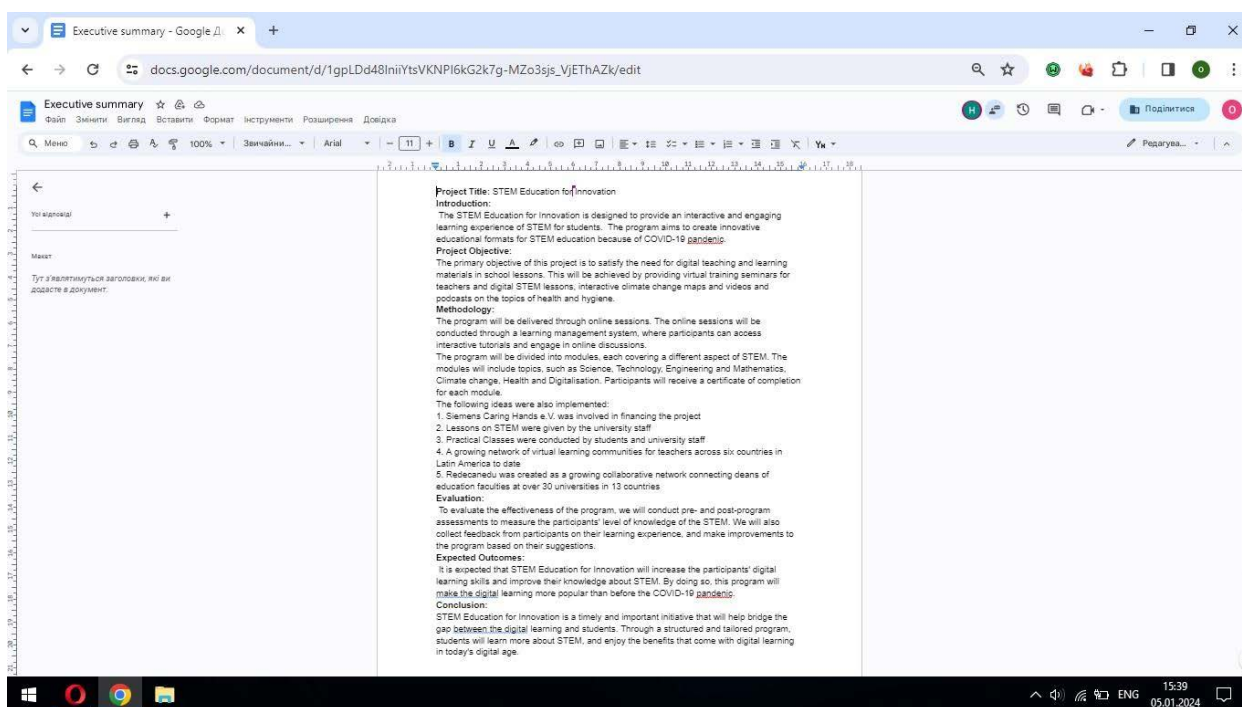 Executive summary - Google Д
docs.google.com/document/d/1gpLDd48IniiYtsVKNPI6kG2k7g-MZo3sjs_VjEThAZk/edit
Executive summary
Файл Змінити Вигляд Вставити Формат Інструменти Розширення Довідка
Поділитися
Меню 100% Звичайни... Arial 11 Редагува...
Усі відповіді
Макет
Тут з'являтимуться заголовки, які ви
додасте в документ.
Project Title: STEM Education for Innovation
Introduction:
The STEM Education for Innovation is designed to provide an interactive and engaging
learning experience of STEM for students. The program aims to create innovative
educational formats for STEM education because of COVID-19 pandenic.
Project Objective:
The primary objective of this project is to satisfy the need for digital teaching and learning
materials in school lessons. This will be achieved by providing virtual training seminars for
teachers and digital STEM lessons, interactive climate change maps and videos and
podcasts on the topics of health and hygiene.
Methodology:
The program will be delivered through online sessions. The online sessions will be
conducted through a learning management system, where participants can access
interactive tutorials and engage in online discussions.
The program will be divided into modules, each covering a different aspect of STEM. The
modules will include topics, such as Science, Technology, Engineering and Mathematics,
Climate change, Health and Digitalisation. Participants will receive a certificate of completion
for each module.
The following ideas were also implemented:
1. Siemens Caring Hands e.V. was involved in financing the project
2. Lessons on STEM were given by the university staff
3. Practical Classes were conducted by students and university staff
4. A growing network of virtual learning communities for teachers across six countries in
Latin America to date
5. Redecanedu was created as a growing collaborative network connecting deans of
education faculties at over 30 universities in 13 countries
Evaluation:
To evaluate the effectiveness of the program, we will conduct pre- and post-program
assessments to measure the participants' level of knowledge of the STEM. We will also
collect feedback from participants on their learning experience, and make improvements to
the program based on their suggestions.
Expected Outcomes:
It is expected that STEM Education for Innovation will increase the participants' digital
learning skills and improve their knowledge about STEM. By doing so, this program will
make the digital learning more popular than before the COVID-19 pandenic.
Conclusion:
STEM Education for Innovation is a timely and important initiative that will help bridge the
gap between the digital learning and students. Through a structured and tailored program,
students will learn more about STEM, and enjoy the benefits that come with digital learning
in today's digital age.
ENG
15:39
05.01.2024